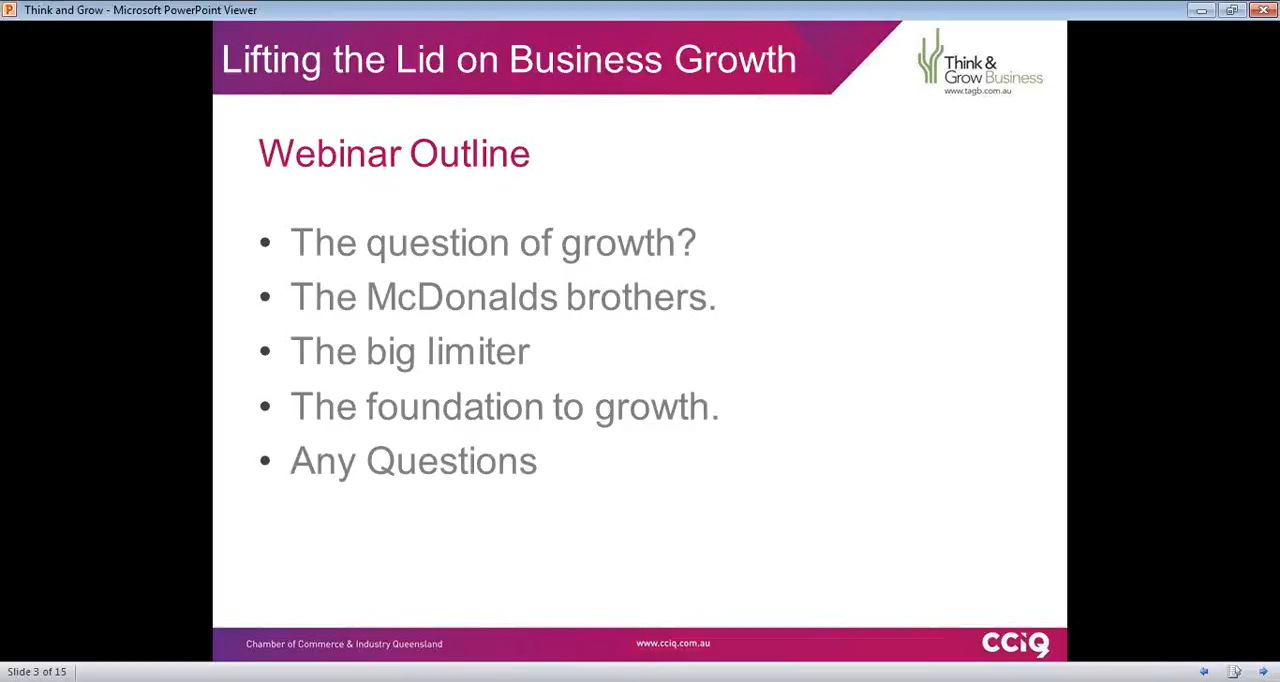 Think and Grow - Microsoft PowerPoint Viewer
Lifting the Lid on Business Growth
Think &
Grow Business
www.tagb.com.au
Webinar Outline
• The question of growth?
• The McDonalds brothers.
• The big limiter
• The foundation to growth.
• Any Questions
Chamber of Commerce & Industry Queensland
www.cciq.com.au
CCIQ
Slide 3 of 15